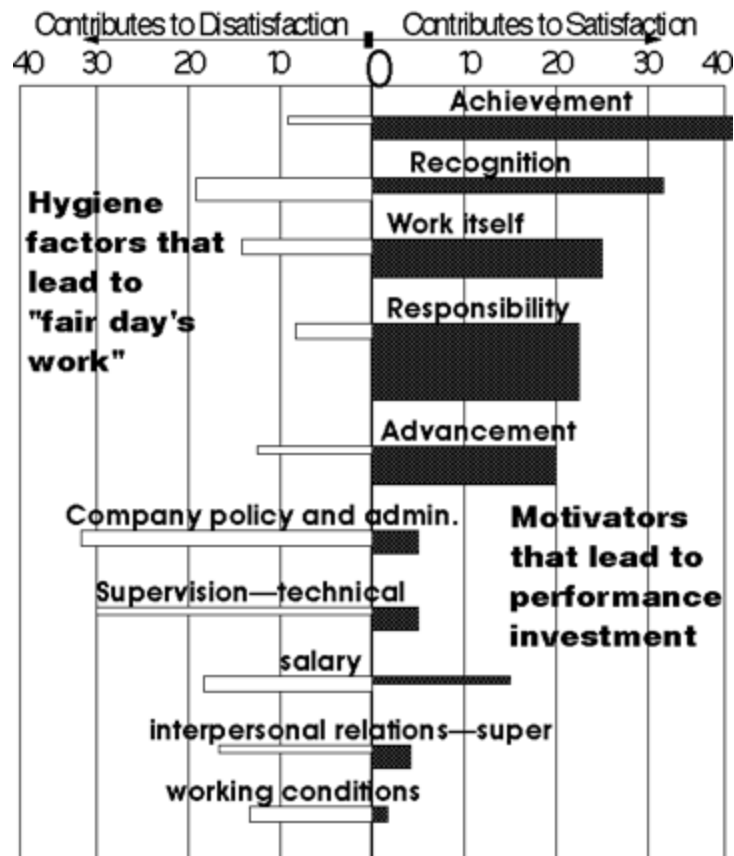 Contributes to Disatisfaction Contributes to Satisfaction
40 30 20 10 0 10 20 30 40
Achievement
Recognition
Hygiene
factors that
lead to
"fair day's
work"
Work itself
Responsibility
Advancement
Company policy and admin.
Motivators
that lead to
performance
investment
Supervision—technical
salary
interpersonal relations—super
working conditions